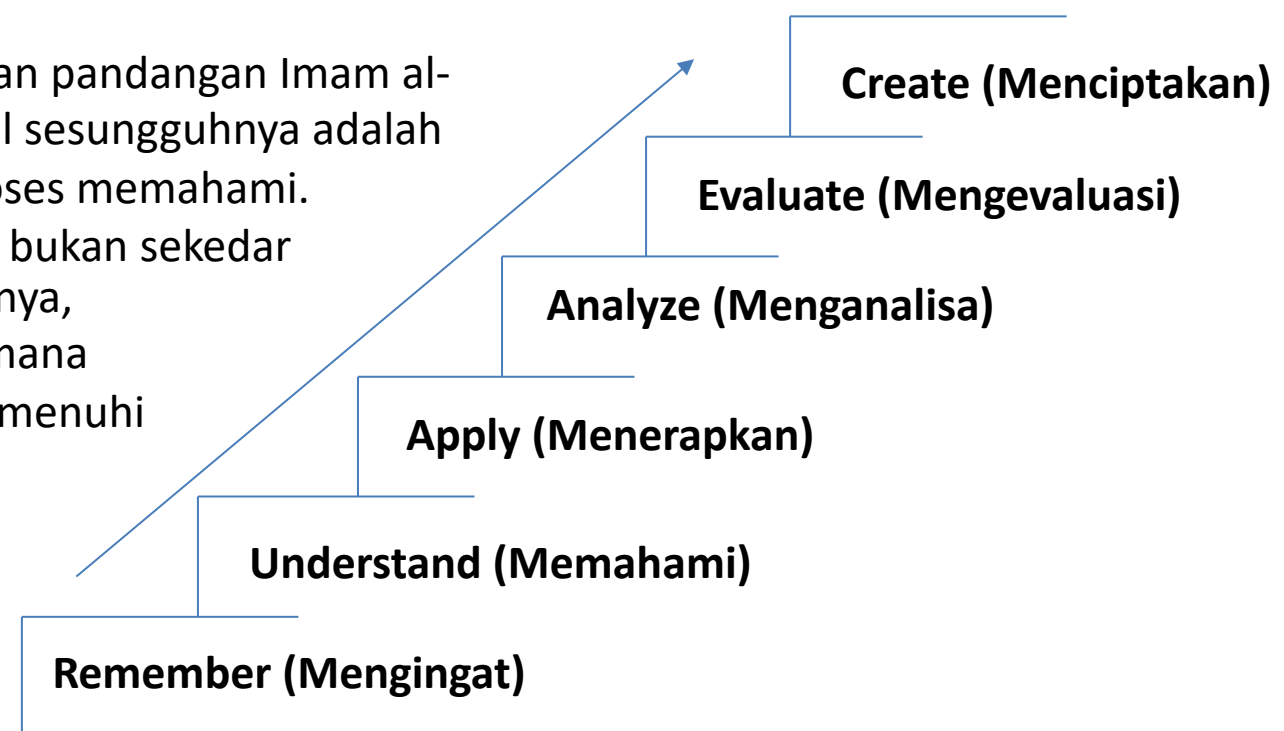 an pandangan Imam al-
l sesungguhnya adalah
oses memahami.
bukan sekedar
nya,
mana
menuhi
Create (Menciptakan)
Evaluate (Mengevaluasi)
Analyze (Menganalisa)
Apply (Menerapkan)
Understand (Memahami)
Remember (Mengingat)